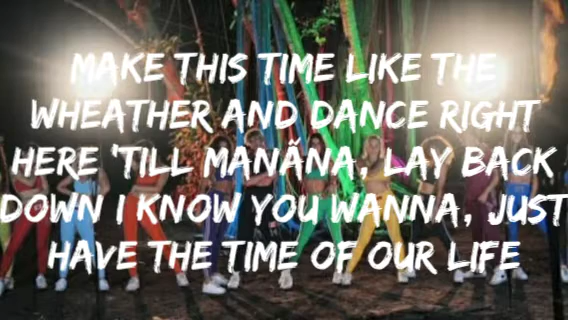 MAKE THIS TIME LIKE THE
WHEATHER AND DANCE RIGHT
HERE 'TILL MANÃNA, LAY BACK
DOWN I KNOW YOU WANNA, JUST
HAVE THE TIME OF OUR LIFE